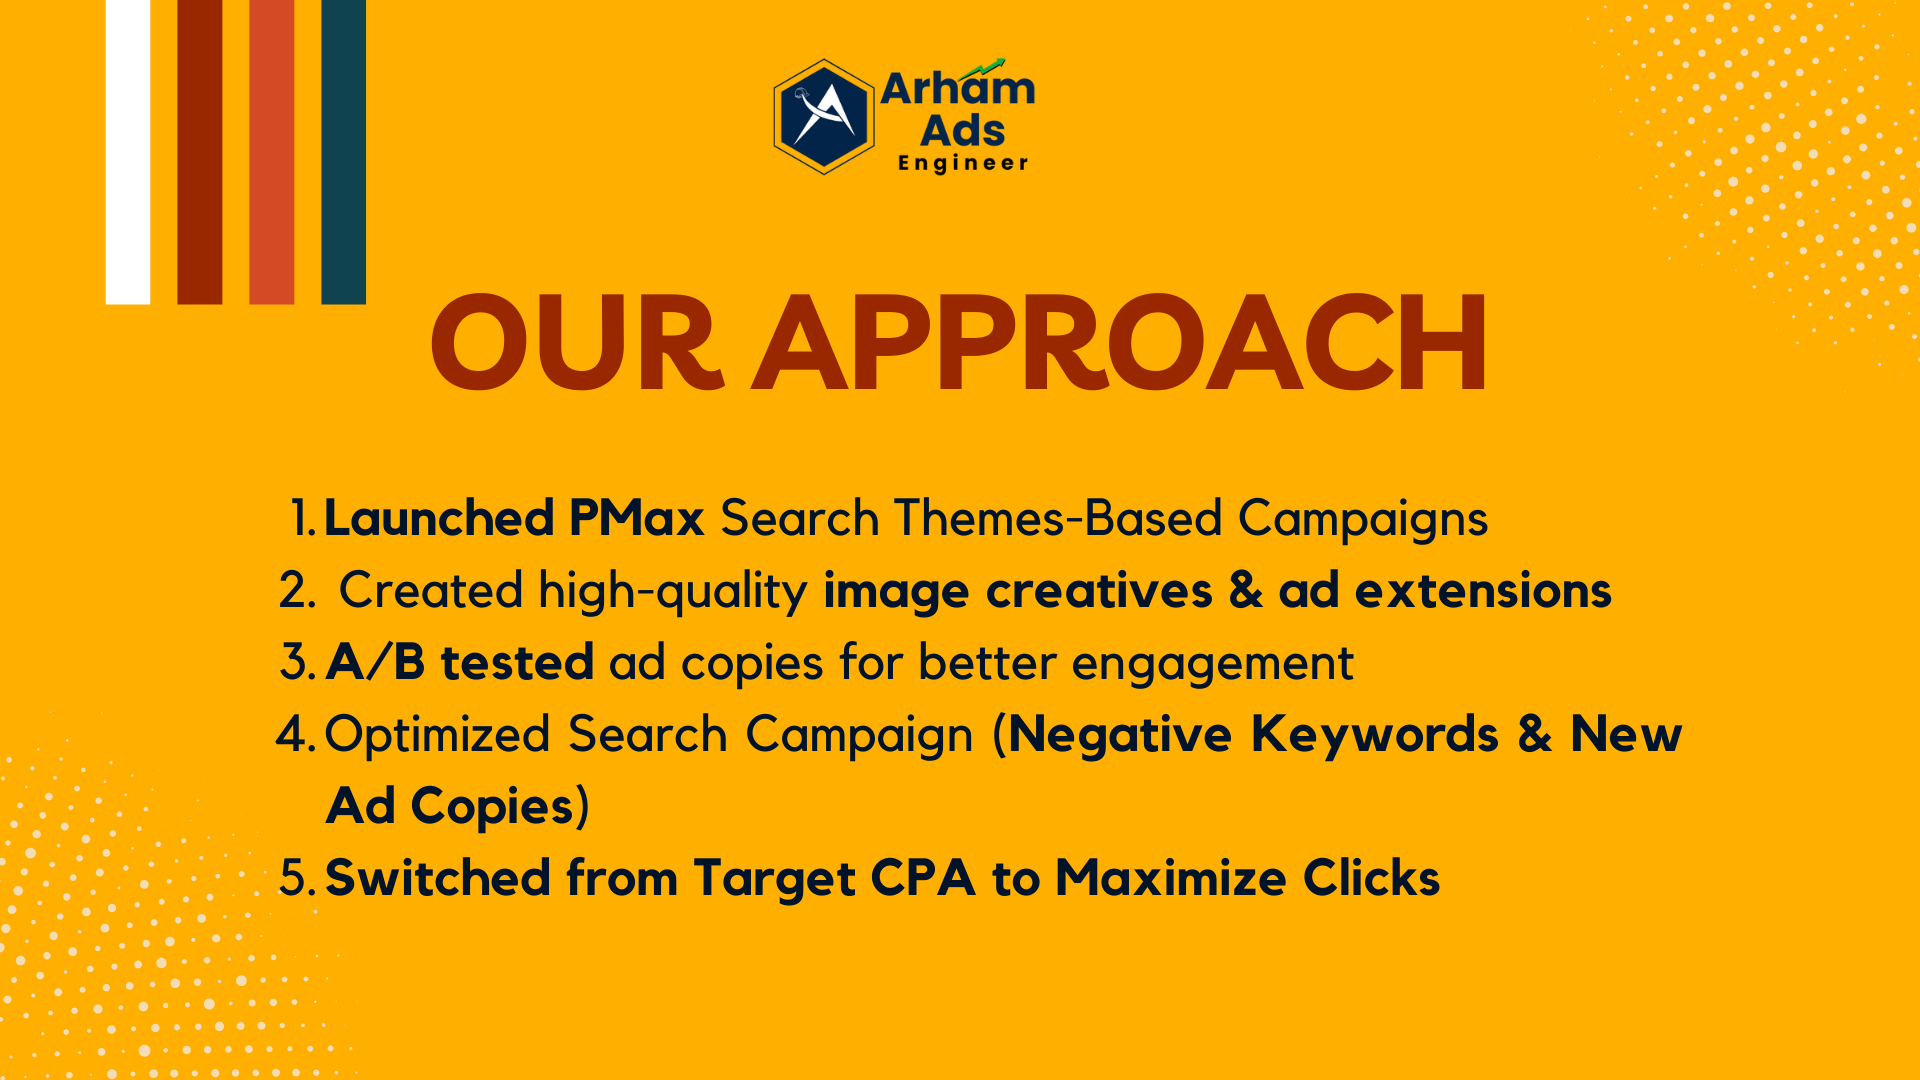 Arham
Ads
Engineer
OUR APPROACH
1. Launched PMax Search Themes-Based Campaigns
2. Created high-quality image creatives & ad extensions
3. A/B tested ad copies for better engagement
4. Optimized Search Campaign (Negative Keywords & New
Ad Copies)
5. Switched from Target CPA to Maximize Clicks